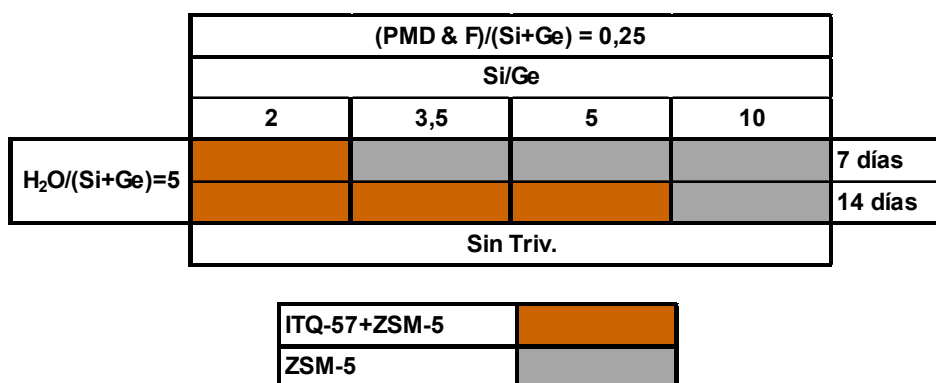 (PMD & F)/(Si+Ge) = 0,25
Si/Ge
2 3,5 5 10
H₂O/(Si+Ge)=5
7 días
14 días
Sin Triv.
ITQ-57+ZSM-5
ZSM-5